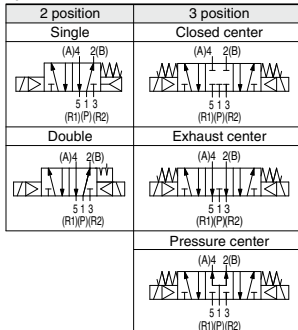 2 position 3 position
Single Closed center
(A)4 2(B) (A)4 2(B)
5 1 3 5 1 3
(R1)(P)(R2) (R1)(P)(R2)
Double Exhaust center
(A)4 2(B) (A)4 2(B)
5 1 3 5 1 3
(R1)(P)(R2) (R1)(P)(R2)
Pressure center
(A)4 2(B)
5 1 3
(R1)(P)(R2)